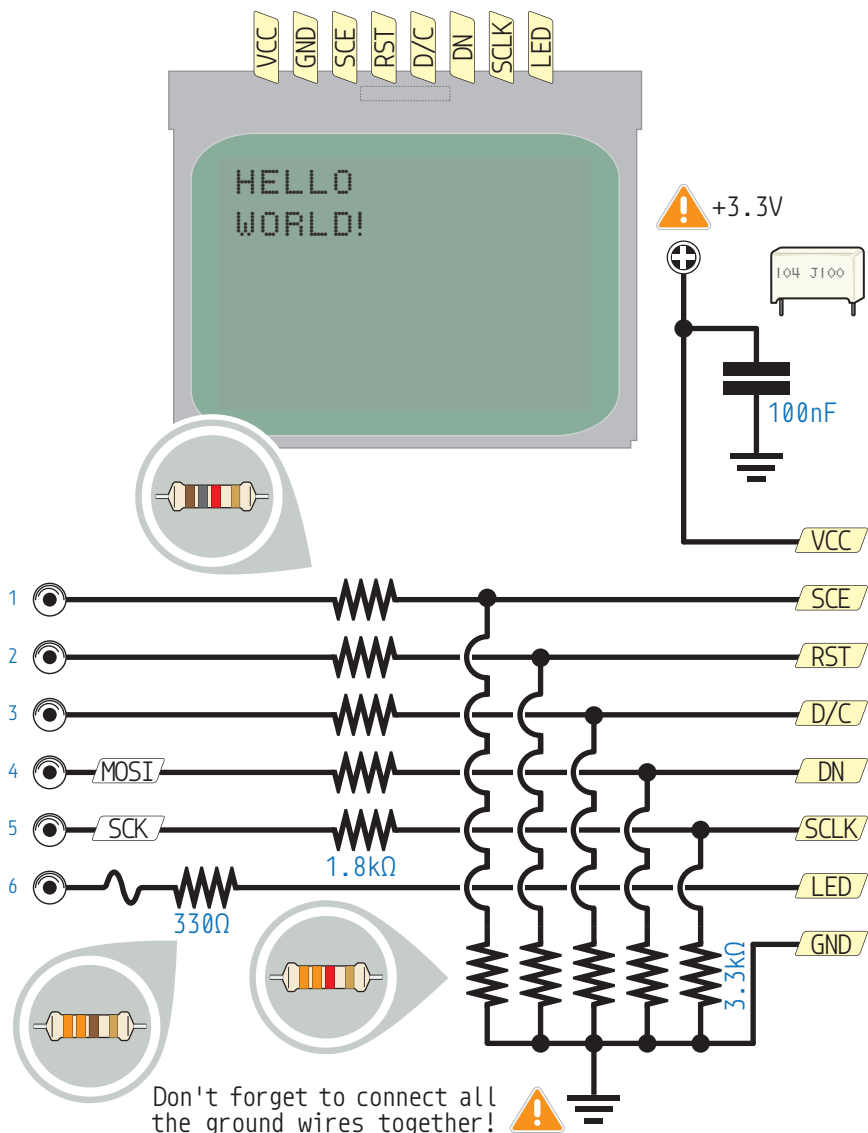 VCC
GND
SCE
RST
D/C
DN
SCLK
LED
HELLO
WORLD!
+3.3V
104 J100
100nF
VCC
1
SCE
2
RST
3
D/C
4
MOSI
DN
5
SCK
SCLK
1.8kΩ
6
LED
330Ω
GND
3.3kΩ
Don't forget to connect all
the ground wires together!